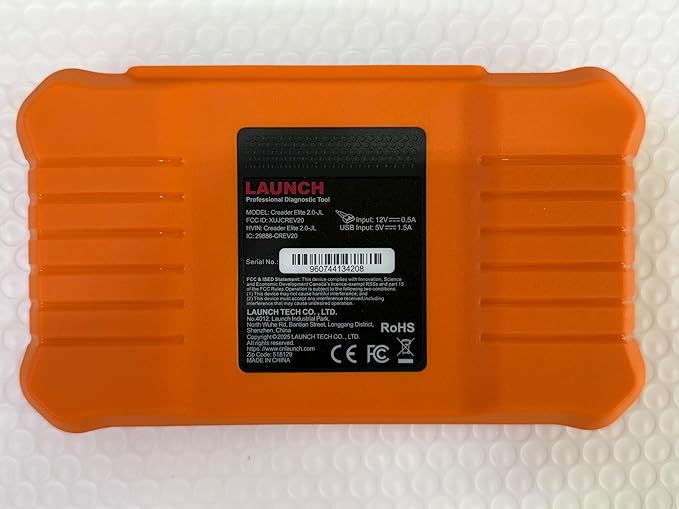 LAUNCH
Professional Diagnostic Tool
MODEL: Creader Elite 2.0-JL
FCC ID: XUJCREV20
HVIN: Creader Elite 2.0-JL
IC: 29886-CREV20
Input: 12V⎓0.5A
USB Input: 5V⎓1.5A
Serial No.:
960744134208
FCC & ISED Statement: This device complies with Innovation, Science
and Economic Development Canada's licence-exempt RSSs and part 15
of the FCC Rules.Operation is subject to the following two conditions:
(1) This device may not cause harmful interference; and
(2) This device must accept any interference received,including
interference that may cause undesired operation.
LAUNCH TECH CO., LTD.
No.4012, Launch Industrial Park,
North Wuhe Rd, Bantian Street, Longgang District,
Shenzhen, China
Copyright©2025 LAUNCH TECH CO., LTD.
All rights reserved.
https://www.cnlaunch.com
Zip Code: 518129
MADE IN CHINA
RoHS
CE FC